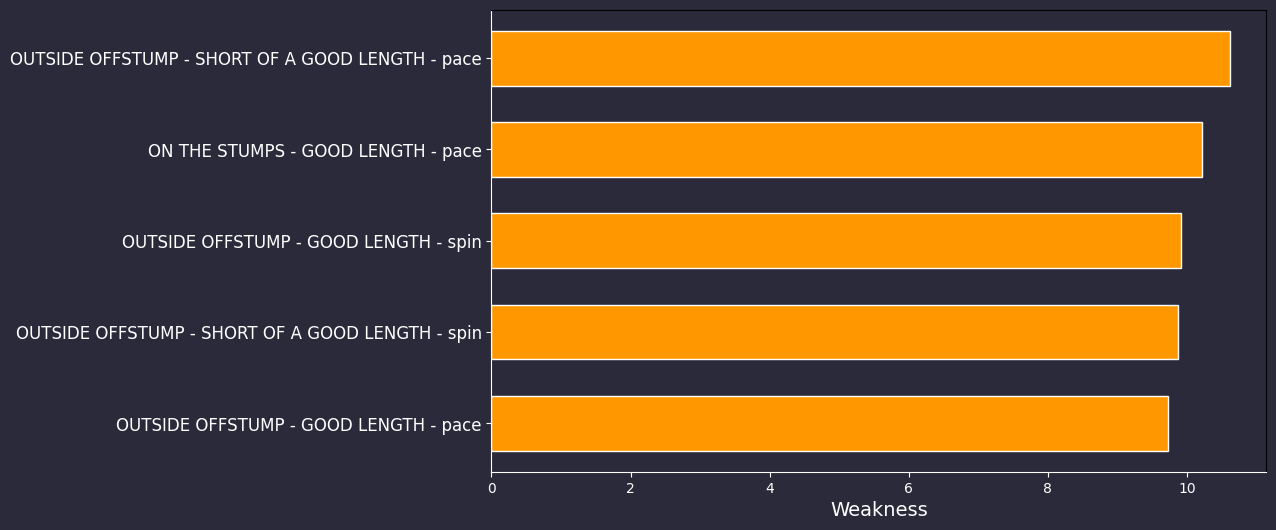 OUTSIDE OFFSTUMP - SHORT OF A GOOD LENGTH - pace
ON THE STUMPS - GOOD LENGTH - pace
OUTSIDE OFFSTUMP - GOOD LENGTH - spin
OUTSIDE OFFSTUMP - SHORT OF A GOOD LENGTH - spin
OUTSIDE OFFSTUMP - GOOD LENGTH - pace
0 2 4 6 8 10
Weakness